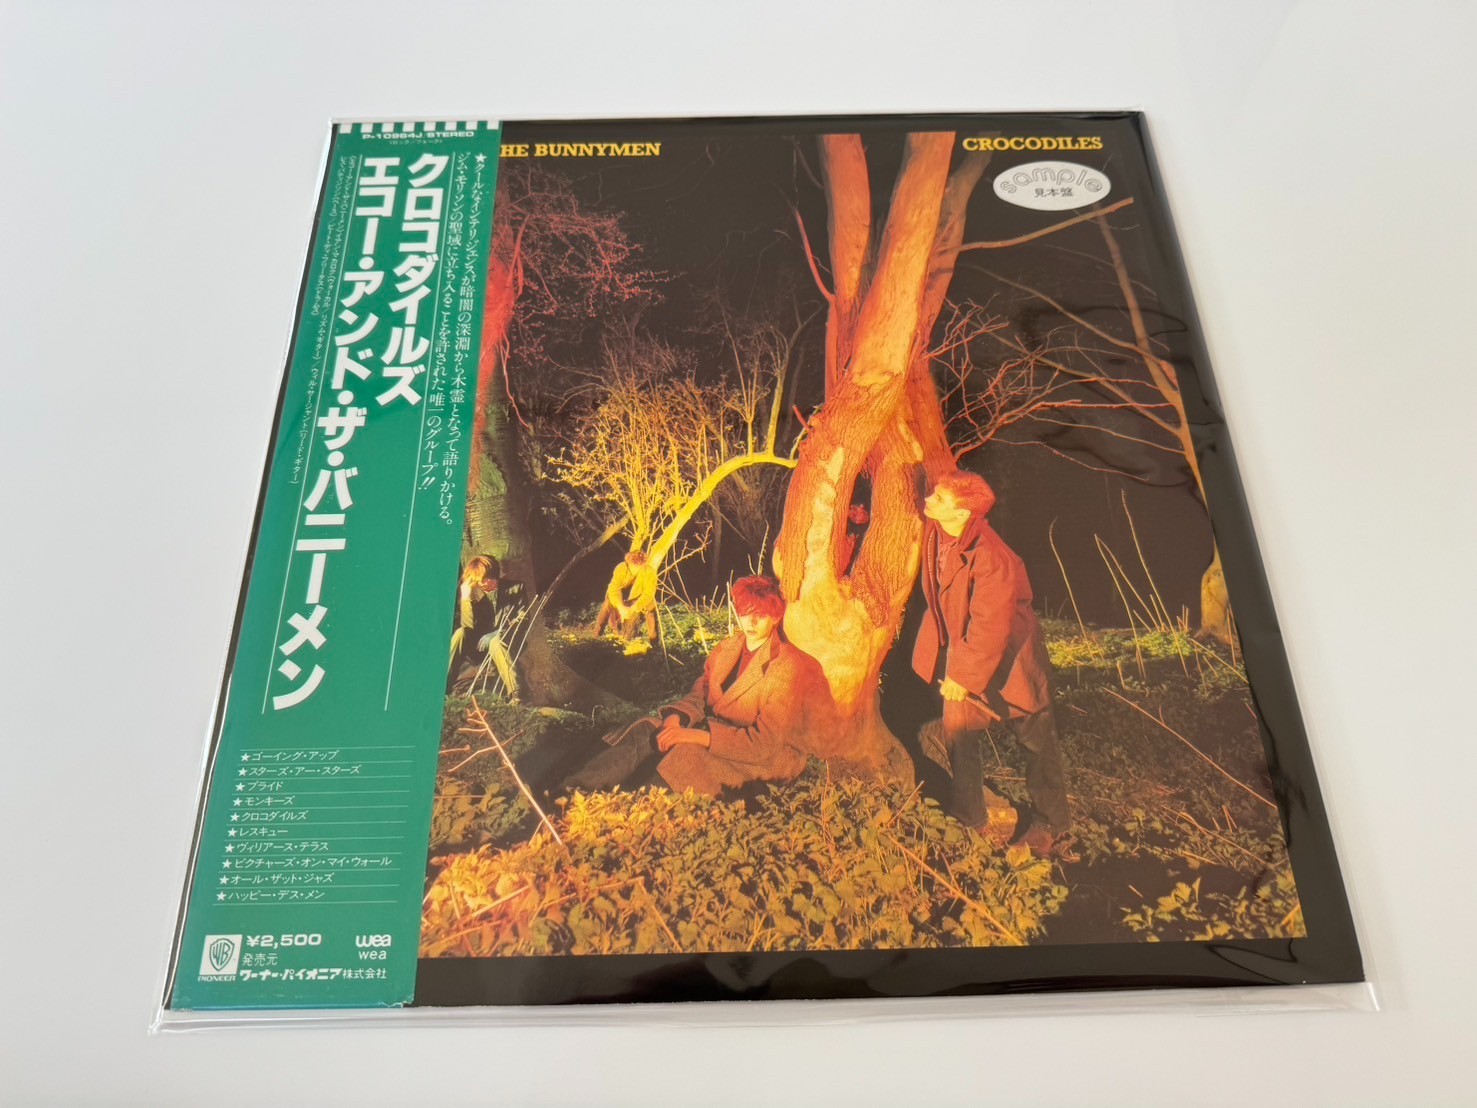 P-10964J/STEREO
クロコダイルズ
エコー・アンド・ザ・バニーメン
★クールなインテリジェンスが暗闇の深淵から木霊となって語りかける。
ジム・モリソンの聖域に立ち入ることを許された唯一のグループ!!
★ゴーイング・アップ
★スターズ・アー・スターズ
★プライド
★モンキーズ
★クロコダイルズ
★レスキュー
★ヴィリアース・テラス
★ピクチャーズ・オン・マイ・ウォール
★オール・ザット・ジャズ
★ハッピー・デス・メン
WB
PIONEER
¥2,500
発売元
ワーナー・パイオニア株式会社
wea
wea
HE BUNNYMEN
CROCODILES
sample
見本盤